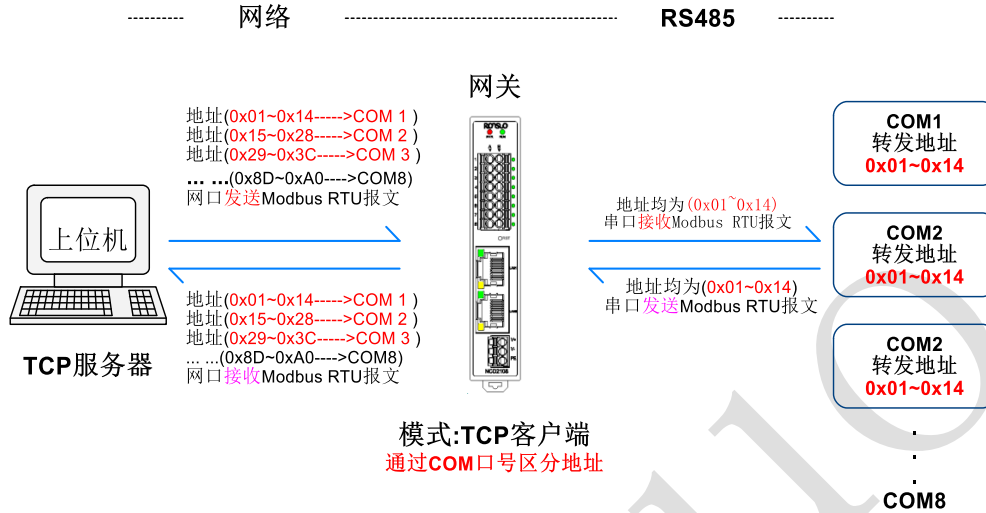 ---------- 网络 ---------------------------------------- RS485 ----------
网关
地址(0x01~0x14----->COM 1 )
地址(0x15~0x28----->COM 2 )
地址(0x29~0x3C----->COM 3 )
... ...(0x8D~0xA0---->COM8)
网口发送Modbus RTU报文
上位机
地址(0x01~0x14----->COM 1 )
地址(0x15~0x28----->COM 2 )
地址(0x29~0x3C----->COM 3 )
... ...(0x8D~0xA0---->COM8)
网口接收Modbus RTU报文
TCP服务器
V+
V-
PE
NCD2108
模式:TCP客户端
通过COM口号区分地址
地址均为(0x01~0x14)
串口接收Modbus RTU报文
地址均为(0x01~0x14)
串口发送Modbus RTU报文
COM1
转发地址
0x01~0x14
COM2
转发地址
0x01~0x14
COM2
转发地址
0x01~0x14
.
.
.
COM8